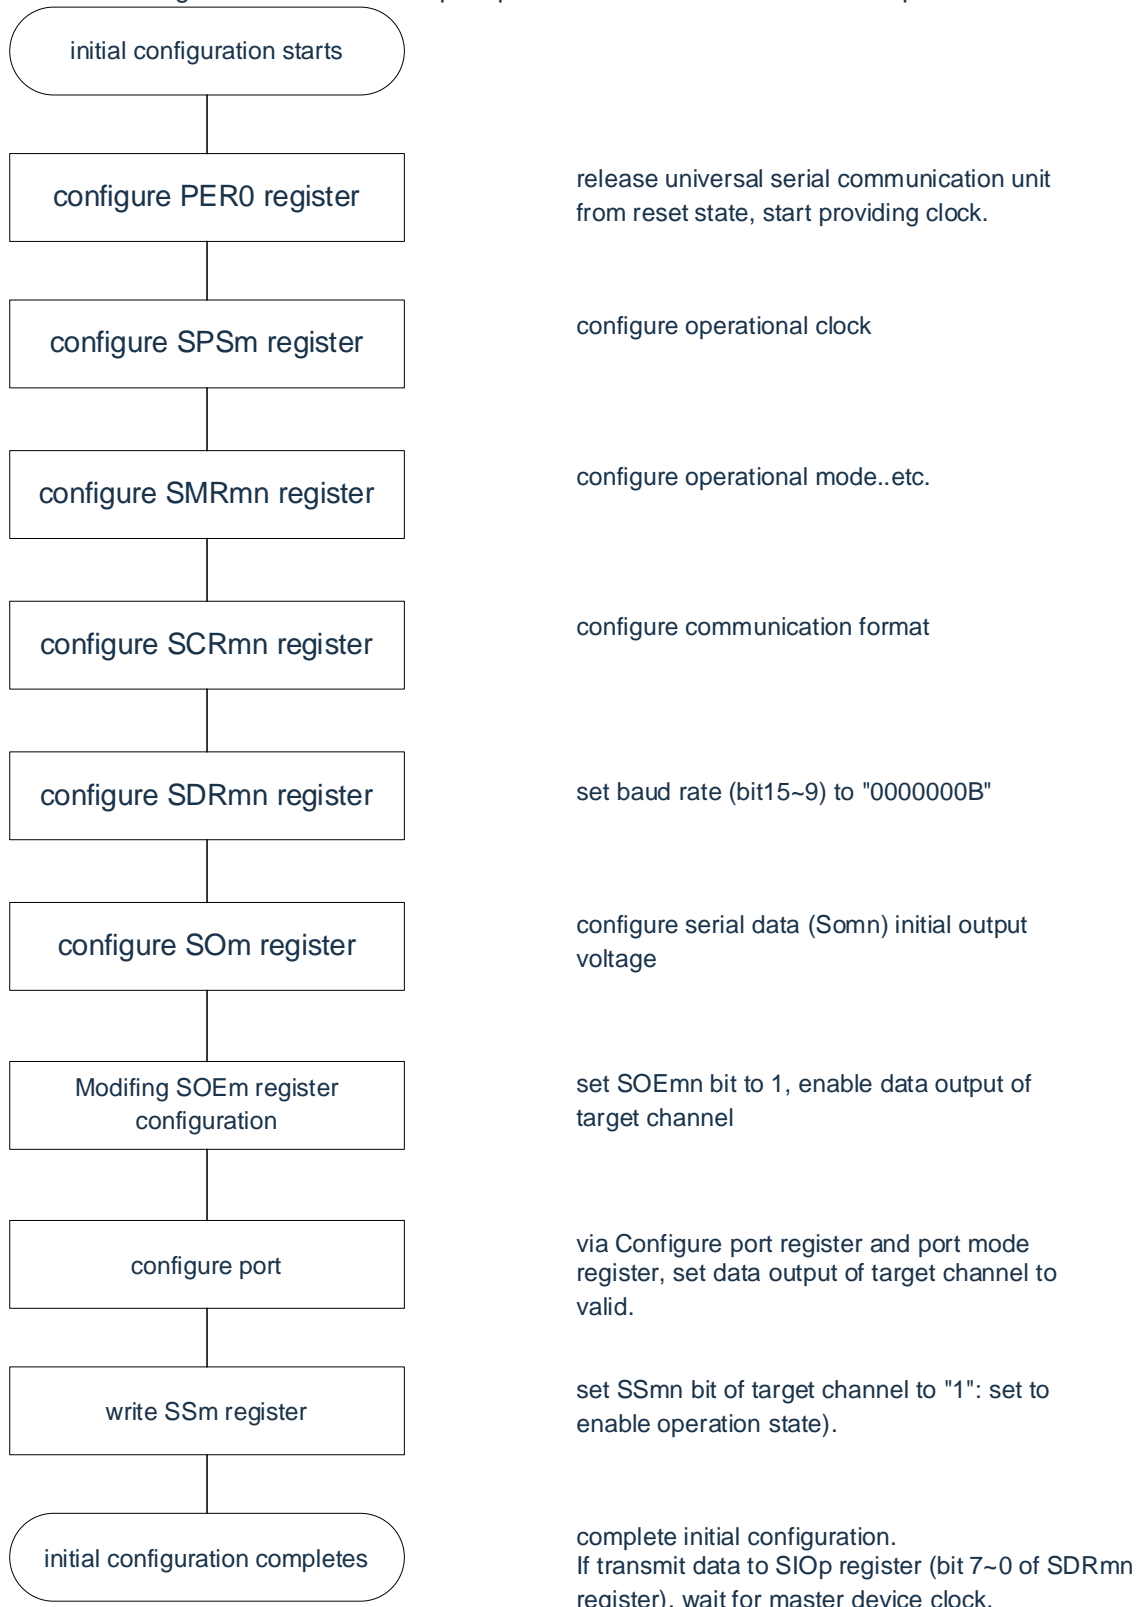 initial configuration starts
configure PER0 register
release universal serial communication unit
from reset state, start providing clock.
configure SPSm register
configure operational clock
configure SMRmn register
configure operational mode..etc.
configure SCRmn register
configure communication format
configure SDRmn register
set baud rate (bit15~9) to "0000000B"
configure SOm register
configure serial data (Somn) initial output
voltage
Modifing SOEm register
configuration
set SOEmn bit to 1, enable data output of
target channel
configure port
via Configure port register and port mode
register, set data output of target channel to
valid.
write SSm register
set SSmn bit of target channel to "1": set to
enable operation state).
initial configuration completes
complete initial configuration.
If transmit data to SIOp register (bit 7~0 of SDRmn
register), wait for master device clock.